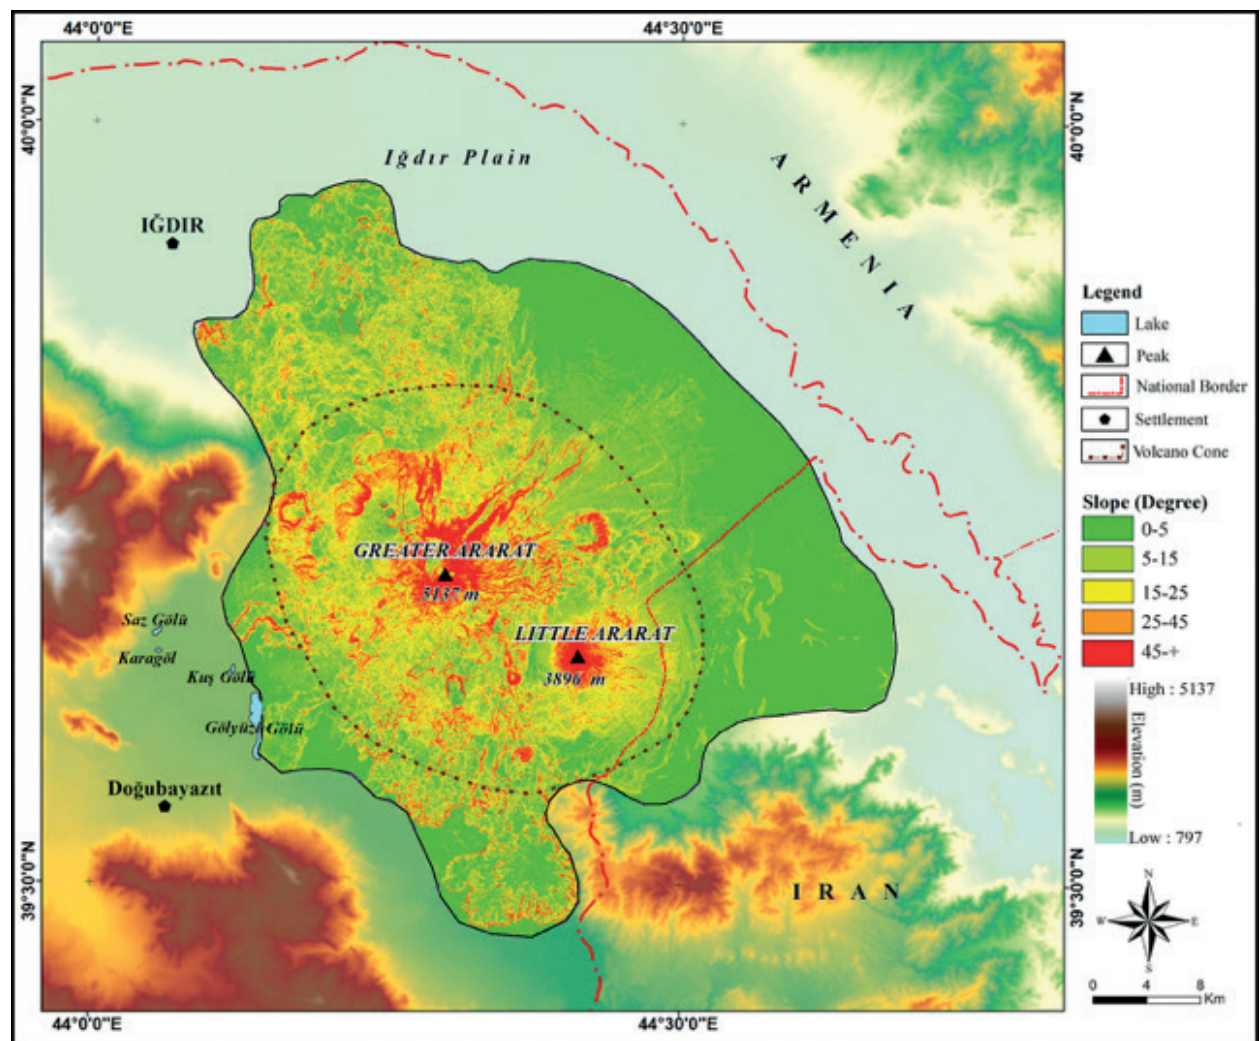 44°0'0"E
44°30'0"E
40°0'0"N
40°0'0"N
Iğdır Plain
ARMENIA
IĞDIR
GREATER ARARAT
5137 m
LITTLE ARARAT
3896 m
Saz Gölü
Karagöl
Kuş Gölü
Gölyüzü Gölü
Doğubayazıt
IRAN
39°30'0"N
39°30'0"N
44°0'0"E
44°30'0"E
Legend
Lake
Peak
National Border
Settlement
Volcano Cone
Slope (Degree)
0-5
5-15
15-25
25-45
45-+
High : 5137
Elevation (m)
Low : 797
N
W
E
S
0 4 8
Km